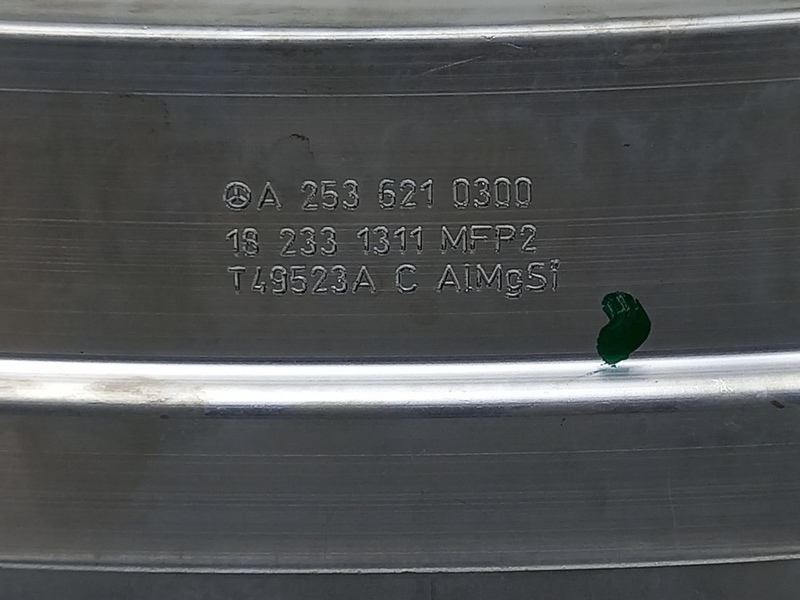 A 253 621 0300
18 233 1311 MFP2
T49523A C AlMgSi